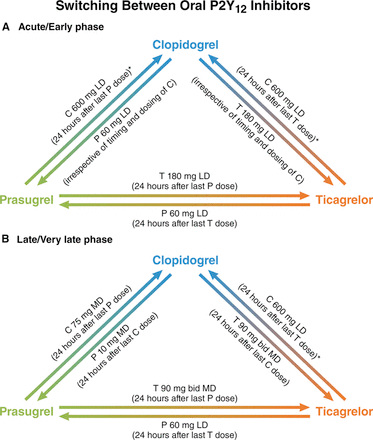 Switching Between Oral P2Y12 Inhibitors
A Acute/Early phase
Clopidogrel
C 600 mg LD
(24 hours after last P dose)*
P 60 mg LD
(irrespective of timing and dosing of C)
C 600 mg LD
(24 hours after last T dose)*
T 180 mg LD
(irrespective of timing and dosing of C)
T 180 mg LD
(24 hours after last P dose)
Prasugrel
Ticagrelor
P 60 mg LD
(24 hours after last T dose)
B Late/Very late phase
Clopidogrel
C 75 mg MD
(24 hours after last P dose)
P 10 mg MD
(24 hours after last C dose)
C 600 mg LD
(24 hours after last T dose)*
T 90 mg bid MD
(24 hours after last C dose)
T 90 mg bid MD
(24 hours after last P dose)
Prasugrel
Ticagrelor
P 60 mg LD
(24 hours after last T dose)